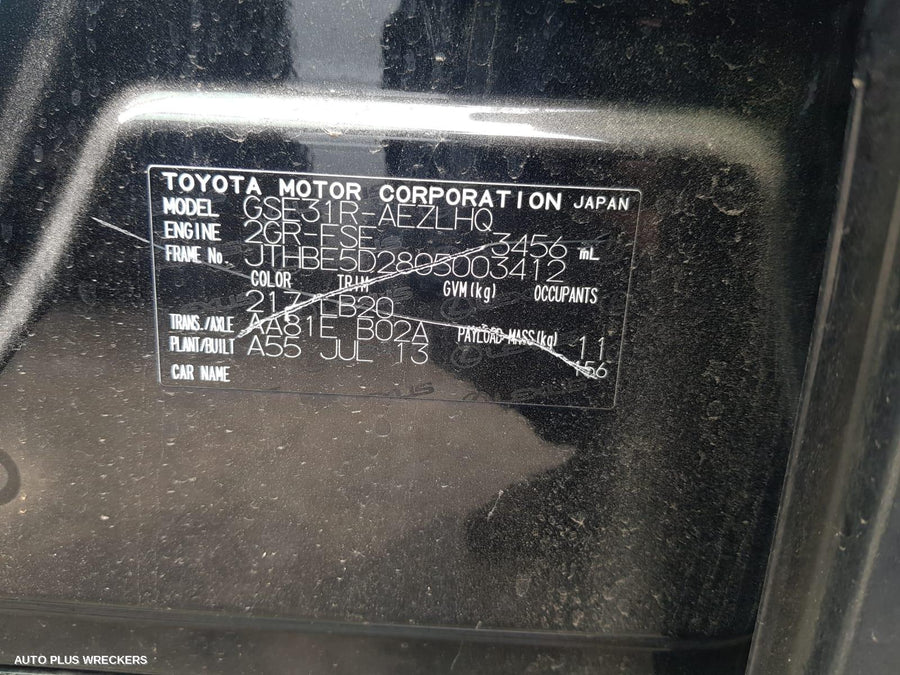 TOYOTA MOTOR CORPORATION JAPAN
MODEL GSE31R-AEZLHQ
ENGINE 2GR-FSE 3456 mL
FRAME No. JTHBE5D2805003412
COLOR TRIM GVM(kg) OCCUPANTS
217 LB20
TRANS./AXLE AA81E B02A PAYLOAD MASS(kg) 11
PLANT/BUILT A55 JUL 13 156
CAR NAME
AUTO PLUS WRECKERS